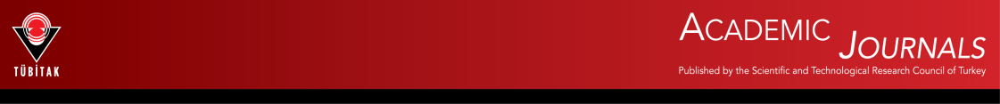 TÜBİTAK
ACADEMIC
JOURNALS
Published by the Scientific and Technological Research Council of Turkey